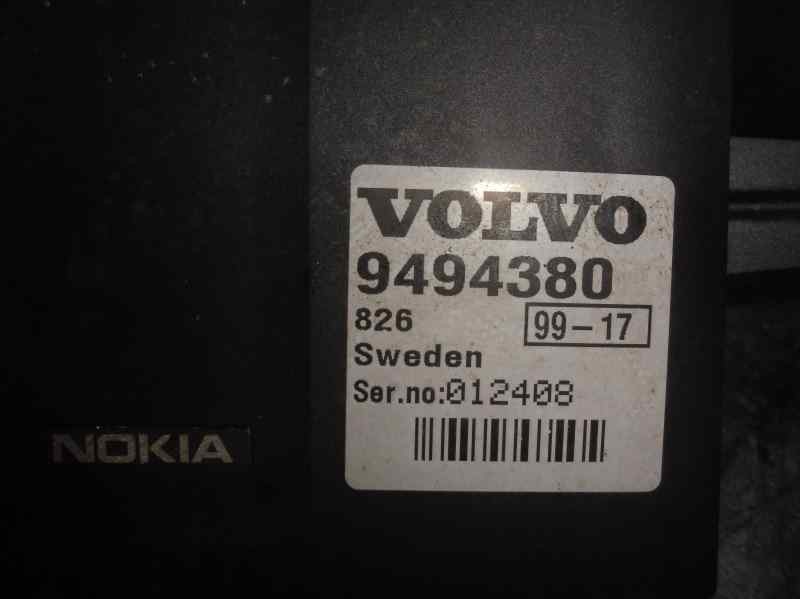 VOLVO
9494380
826 99-17
Sweden
Ser.no:012408
NOKIA